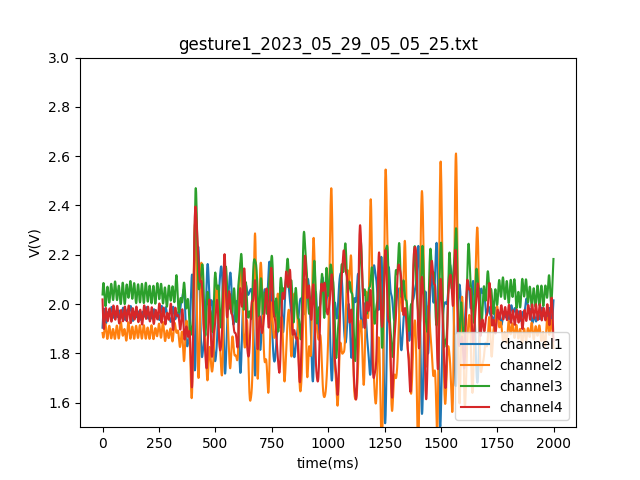 gesture1_2023_05_29_05_05_25.txt
3.0
2.8
2.6
2.4
2.2
2.0
1.8
1.6
V(V)
channel1
channel2
channel3
channel4
0 250 500 750 1000 1250 1500 1750 2000
time(ms)